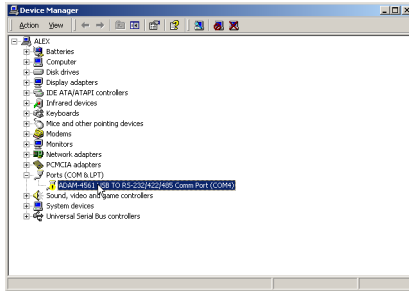 Device Manager
Action View
ALEX
Batteries
Computer
Disk drives
Display adapters
IDE ATA/ATAPI controllers
Infrared devices
Keyboards
Mice and other pointing devices
Modems
Monitors
Network adapters
PCMCIA adapters
Ports (COM & LPT)
ADAM-4561 USB TO RS-232/422/485 Comm Port (COM4)
Sound, video and game controllers
System devices
Universal Serial Bus controllers